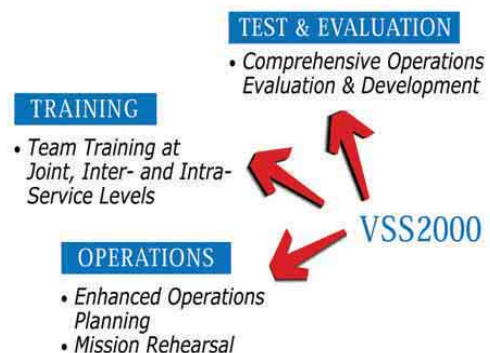 TEST & EVALUATION
• Comprehensive Operations
Evaluation & Development
TRAINING
• Team Training at
Joint, Inter- and Intra-
Service Levels
VSS2000
OPERATIONS
• Enhanced Operations
Planning
• Mission Rehearsal